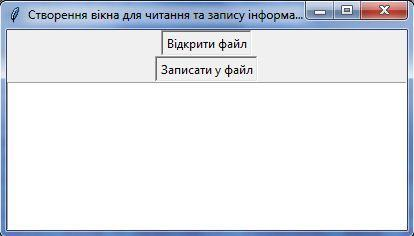 Створення вікна для читання та запису інформа...
Відкрити файл
Записати у файл